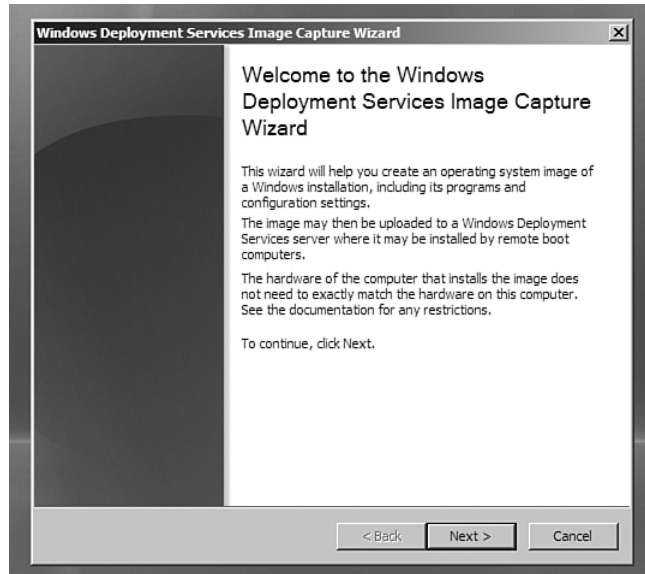 Windows Deployment Services Image Capture Wizard
Welcome to the Windows
Deployment Services Image Capture
Wizard
This wizard will help you create an operating system image of
a Windows installation, including its programs and
configuration settings.
The image may then be uploaded to a Windows Deployment
Services server where it may be installed by remote boot
computers.
The hardware of the computer that installs the image does
not need to exactly match the hardware on this computer.
See the documentation for any restrictions.
To continue, click Next.
< Back
Next >
Cancel